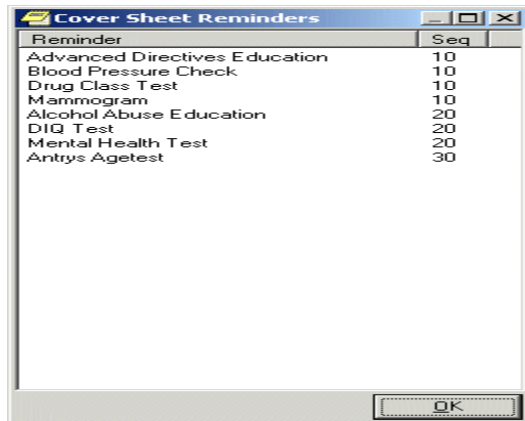 Cover Sheet Reminders
Reminder Seq
Advanced Directives Education 10
Blood Pressure Check 10
Drug Class Test 10
Mammogram 10
Alcohol Abuse Education 20
DIQ Test 20
Mental Health Test 20
Antrys Agetest 30
OK